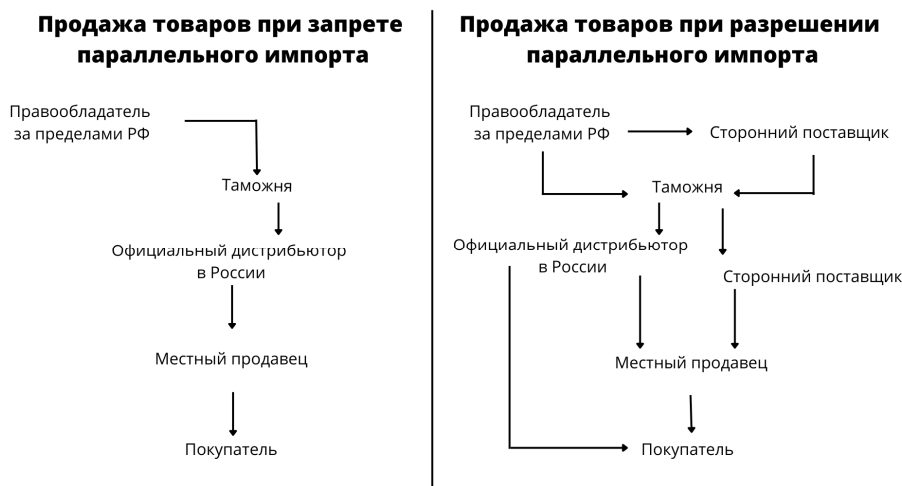 Продажа товаров при запрете
параллельного импорта
Правообладатель
за пределами РФ
Таможня
Официальный дистрибьютор
в России
Местный продавец
Покупатель
Продажа товаров при разрешении
параллельного импорта
Правообладатель
за пределами РФ
Сторонний поставщик
Таможня
Официальный дистрибьютор
в России
Сторонний поставщик
Местный продавец
Покупатель